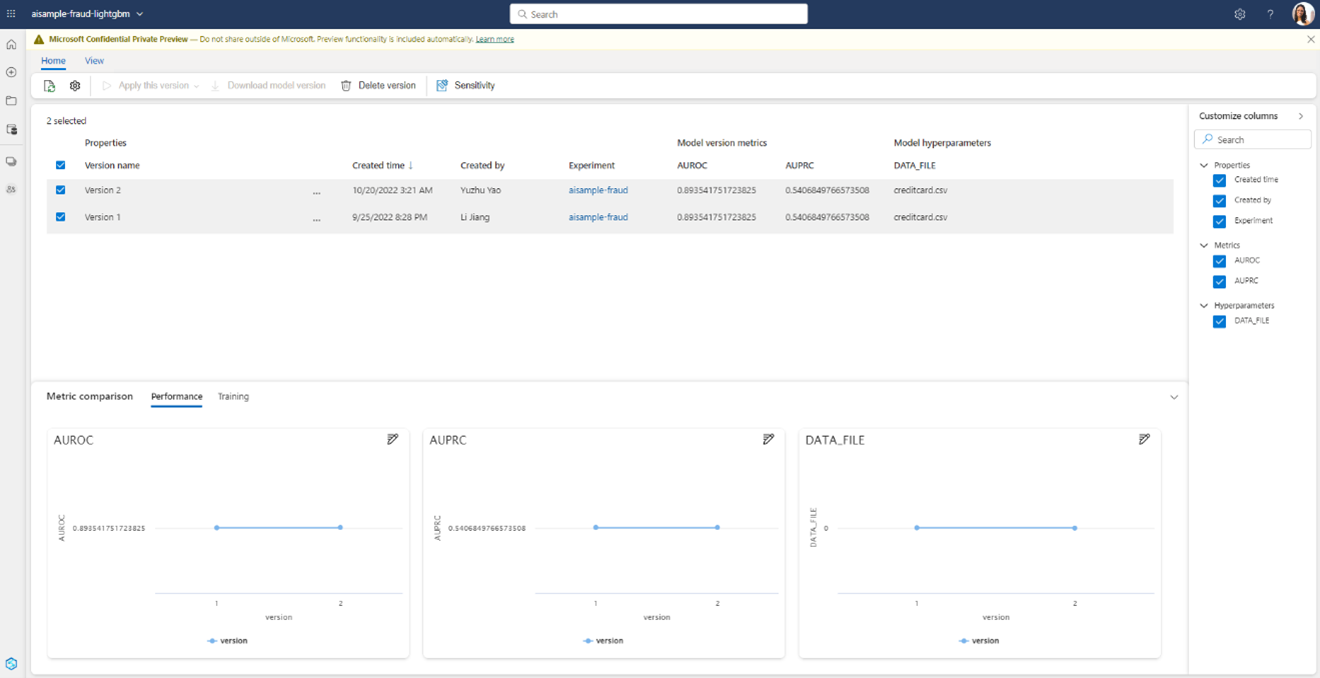 aisample-fraud-lightgbm
Search
Microsoft Confidential Private Preview — Do not share outside of Microsoft. Preview functionality is included automatically. Learn more
Home View
Apply this version Download model version Delete version Sensitivity
2 selected
Properties Model version metrics Model hyperparameters
Version name Created time ↓ Created by Experiment AUROC AUPRC DATA_FILE
Version 2 ... 10/20/2022 3:21 AM Yuzhu Yao aisample-fraud 0.893541751723825 0.5406849766573508 creditcard.csv
Version 1 ... 9/25/2022 8:28 PM Li Jiang aisample-fraud 0.893541751723825 0.5406849766573508 creditcard.csv
Customize columns
Search
Properties
Created time
Created by
Experiment
Metrics
AUROC
AUPRC
Hyperparameters
DATA_FILE
Metric comparison Performance Training
AUROC
AUROC
0.893541751723825
1 2
version
version
AUPRC
AUPRC
0.5406849766573508
1 2
version
version
DATA_FILE
DATA_FILE
0
1 2
version
version